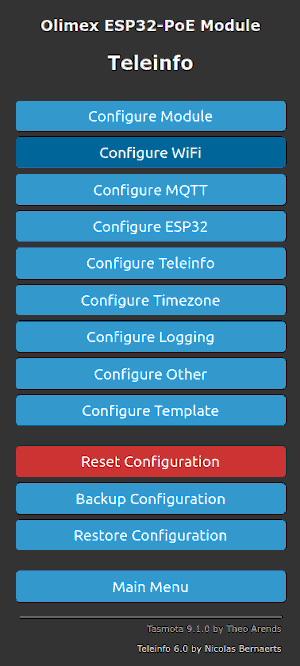 Olimex ESP32-PoE Module
Teleinfo
Configure Module
Configure WiFi
Configure MQTT
Configure ESP32
Configure Teleinfo
Configure Timezone
Configure Logging
Configure Other
Configure Template
Reset Configuration
Backup Configuration
Restore Configuration
Main Menu
Tasmota 9.1.0 by Theo Arends
Teleinfo 6.0 by Nicolas Bernaerts